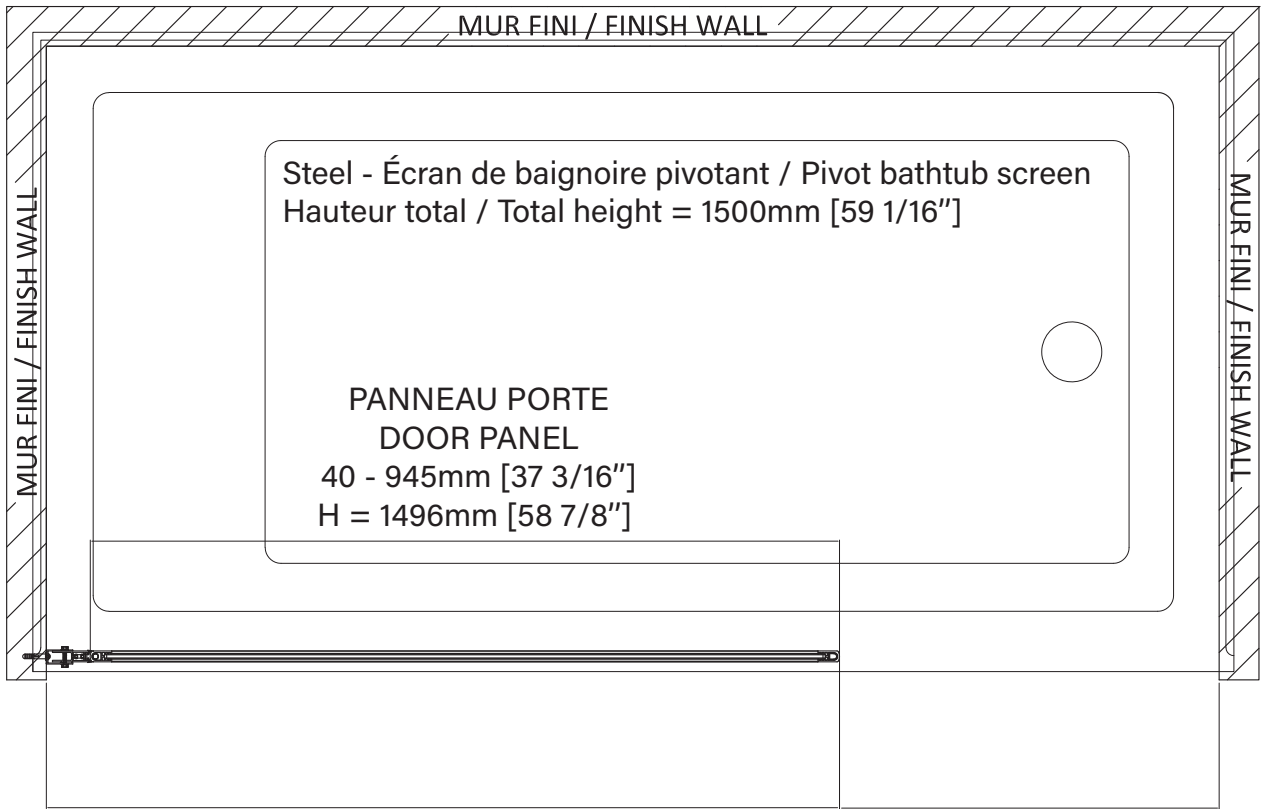 MUR FINI / FINISH WALL
MUR FINI / FINISH WALL
Steel - Écran de baignoire pivotant / Pivot bathtub screen
Hauteur total / Total height = 1500mm [59 1/16"]
MUR FINI / FINISH WALL
PANNEAU PORTE
DOOR PANEL
40 - 945mm [37 3/16"]
H = 1496mm [58 7/8"]